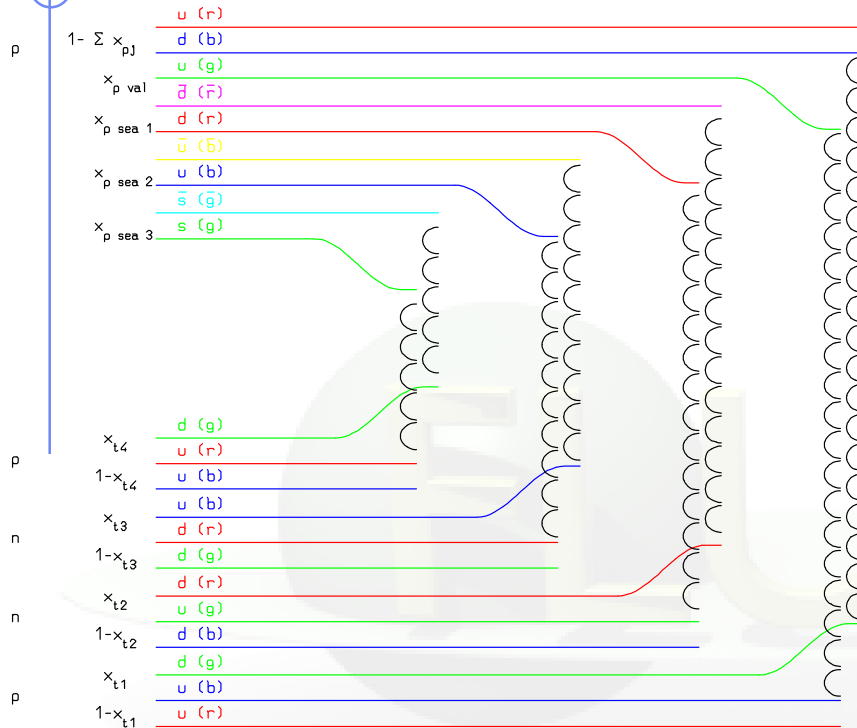 u (r)
1- Σ x_pj d (b)
p
u (g)
x_p val
d̄ (r̄)
d (r)
x_p sea 1
ū (b̄)
u (b)
x_p sea 2
s̄ (ḡ)
s (g)
x_p sea 3
d (g)
x_t4
u (r)
p
1-x_t4 u (b)
u (b)
x_t3
d (r)
n
1-x_t3 d (g)
d (r)
x_t2
u (g)
n
1-x_t2 d (b)
d (g)
x_t1
u (b)
p
1-x_t1 u (r)